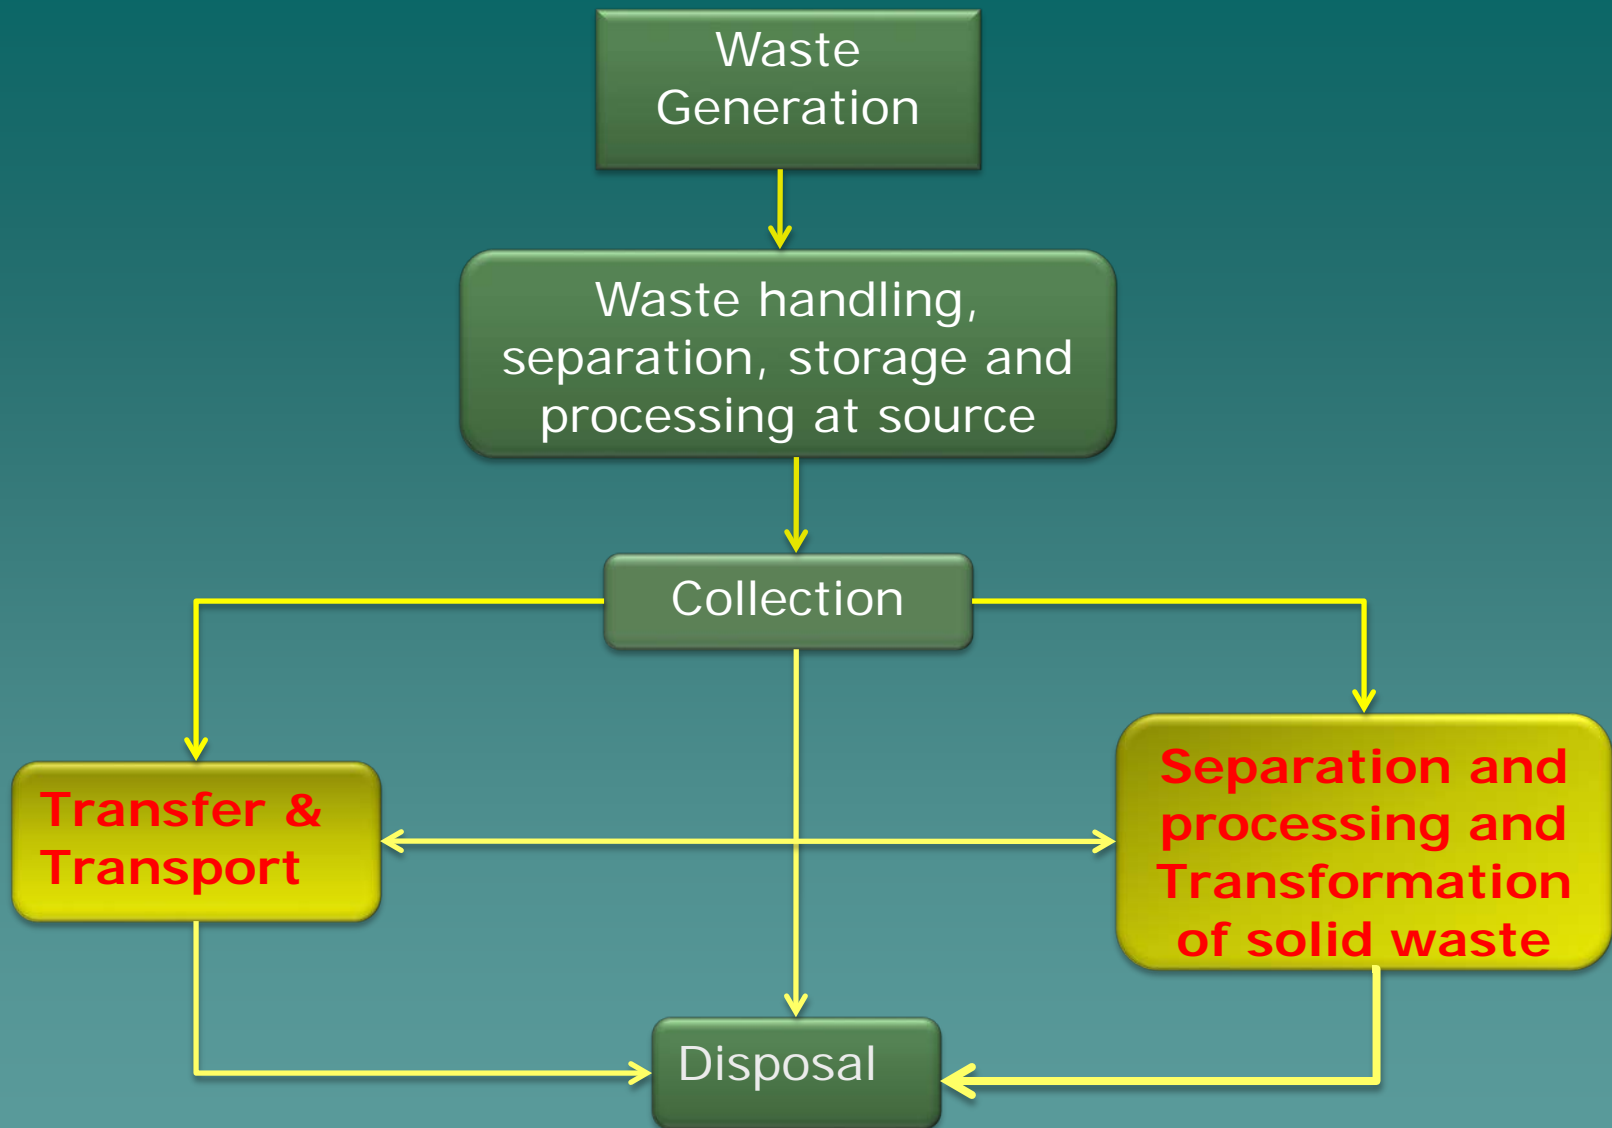 Waste
Generation
Waste handling,
separation, storage and
processing at source
Collection
Transfer &
Transport
Separation and
processing and
Transformation
of solid waste
Disposal